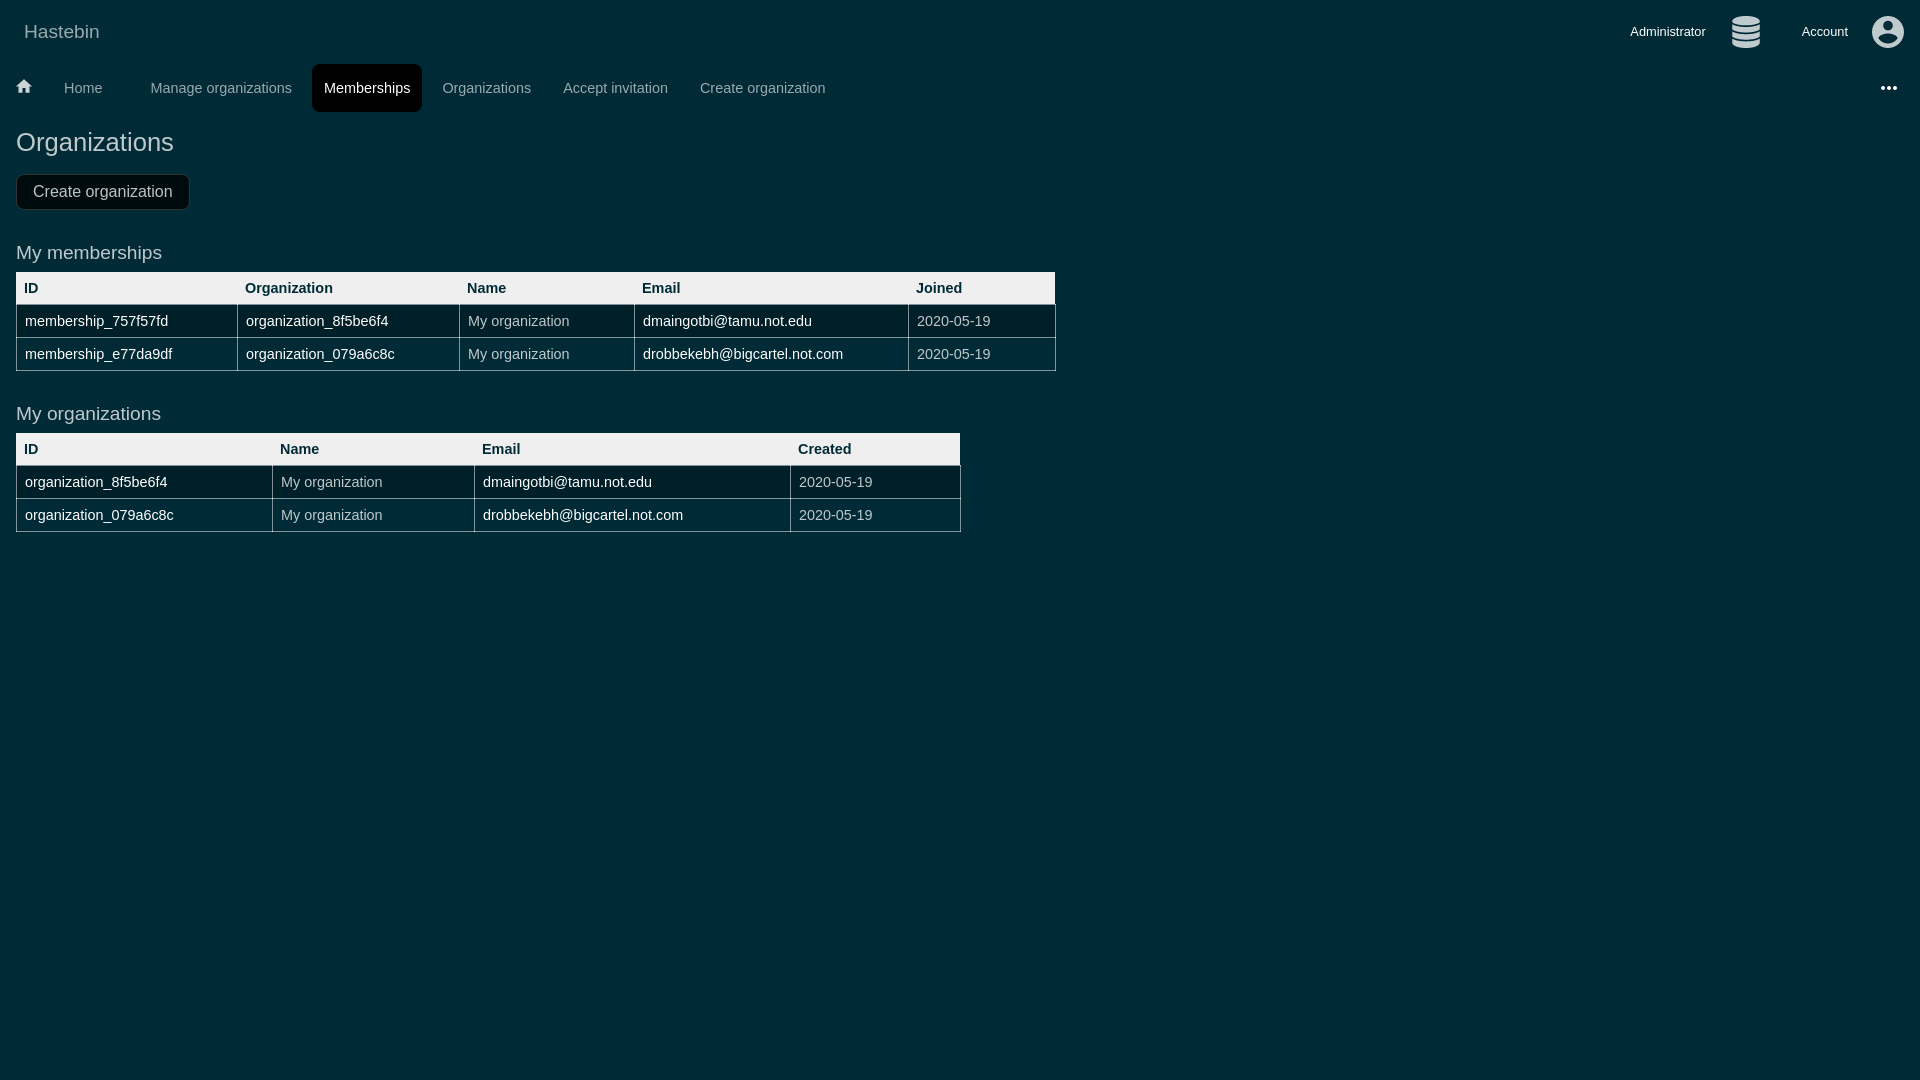 Hastebin
Administrator Account
Home Manage organizations Memberships Organizations Accept invitation Create organization
Organizations
Create organization
My memberships
ID Organization Name Email Joined
membership_757f57fd organization_8f5be6f4 My organization dmaingotbi@tamu.not.edu 2020-05-19
membership_e77da9df organization_079a6c8c My organization drobbekebh@bigcartel.not.com 2020-05-19
My organizations
ID Name Email Created
organization_8f5be6f4 My organization dmaingotbi@tamu.not.edu 2020-05-19
organization_079a6c8c My organization drobbekebh@bigcartel.not.com 2020-05-19